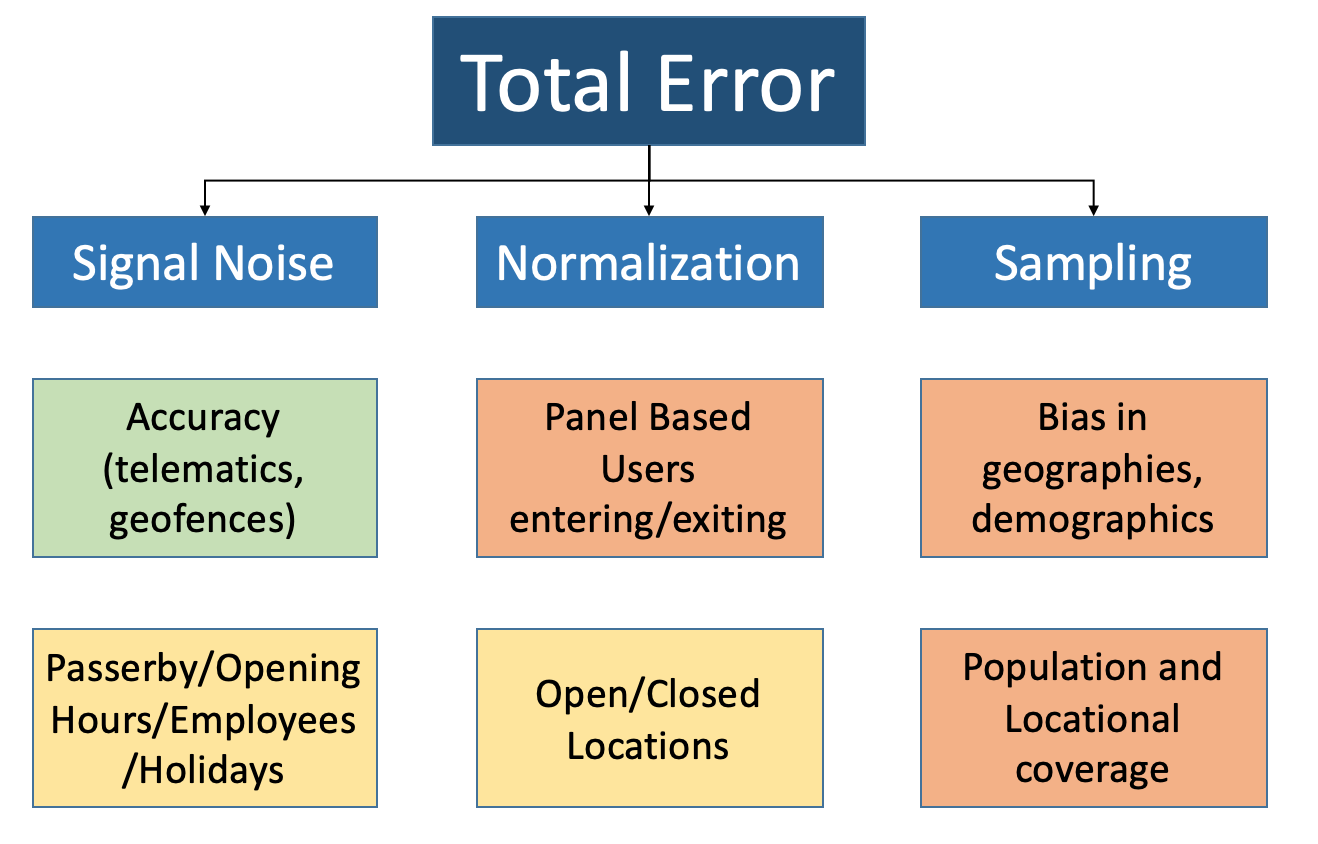 Total Error
Signal Noise
Normalization
Sampling
Accuracy
(telematics,
geofences)
Panel Based
Users
entering/exiting
Bias in
geographies,
demographics
Passerby/Opening
Hours/Employees
/Holidays
Open/Closed
Locations
Population and
Locational
coverage